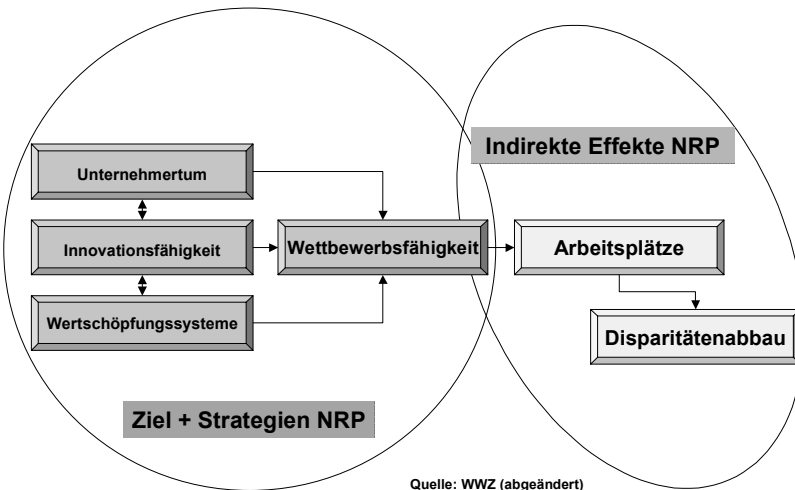 Indirekte Effekte NRP
Unternehmertum
Innovationsfähigkeit
Wettbewerbsfähigkeit
Arbeitsplätze
Wertschöpfungssysteme
Disparitätenabbau
Ziel + Strategien NRP
Quelle: WWZ (abgeändert)